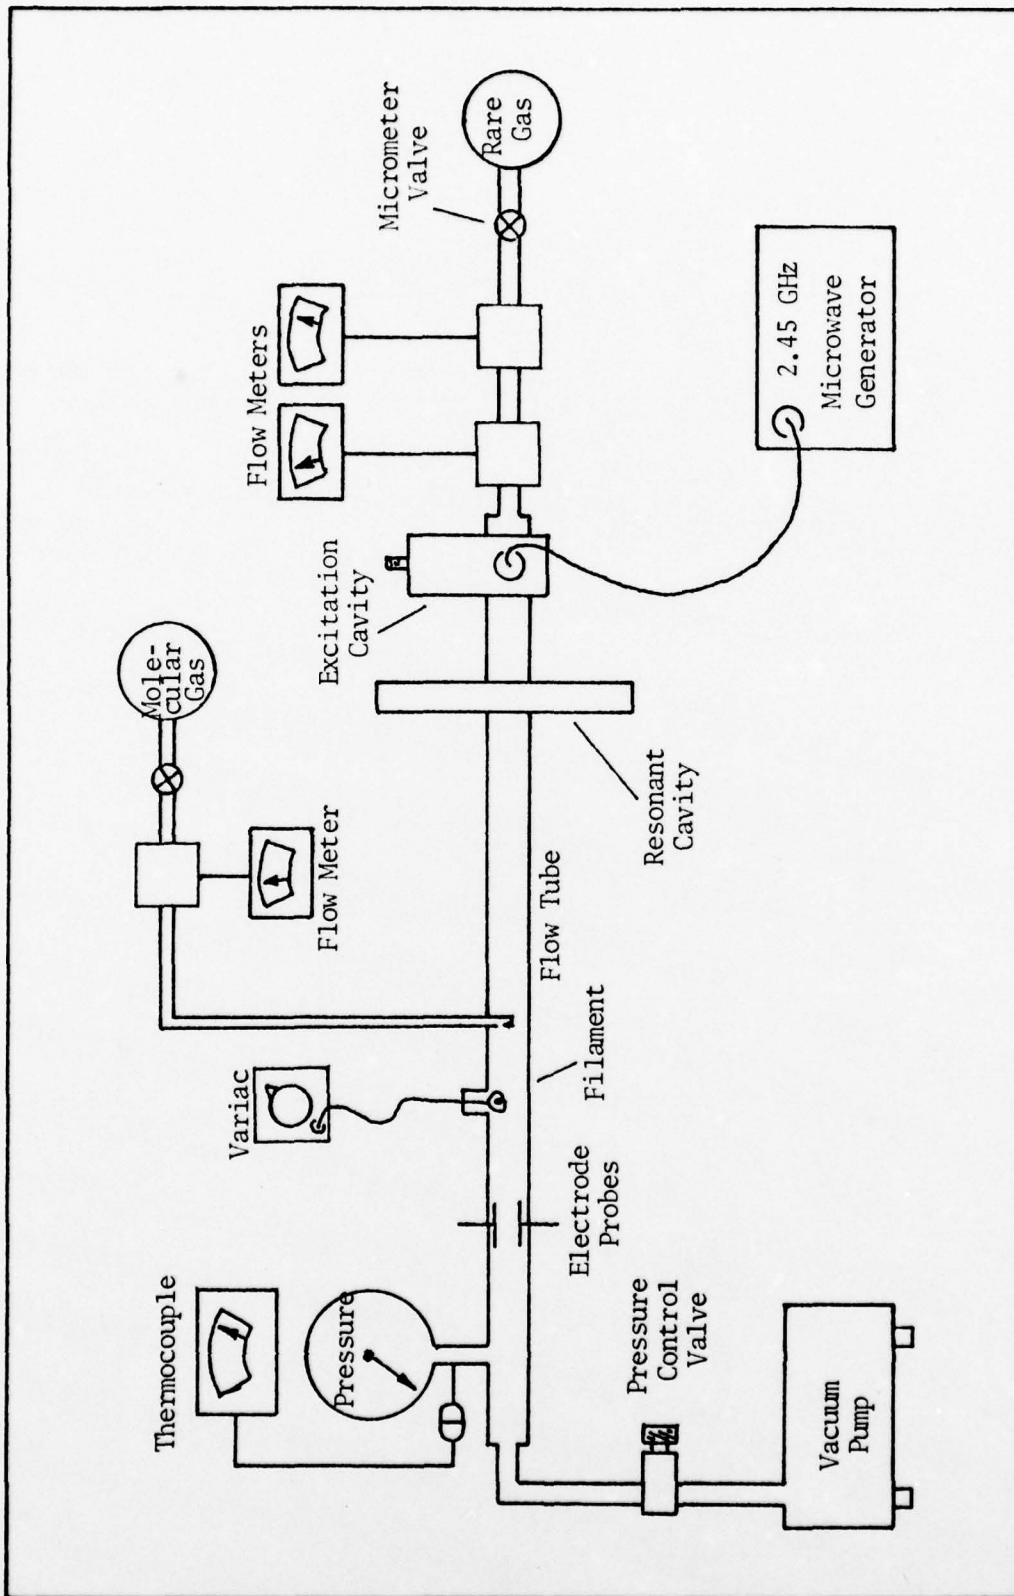 Thermocouple
Pressure
Variac
Flow Meter
Mole-
cular
Gas
Excitation
Cavity
Flow Meters
Micrometer
Valve
Rare
Gas
Pressure
Control
Valve
Vacuum
Pump
Electrode
Probes
Filament
Flow Tube
Resonant
Cavity
2.45 GHz
Microwave
Generator